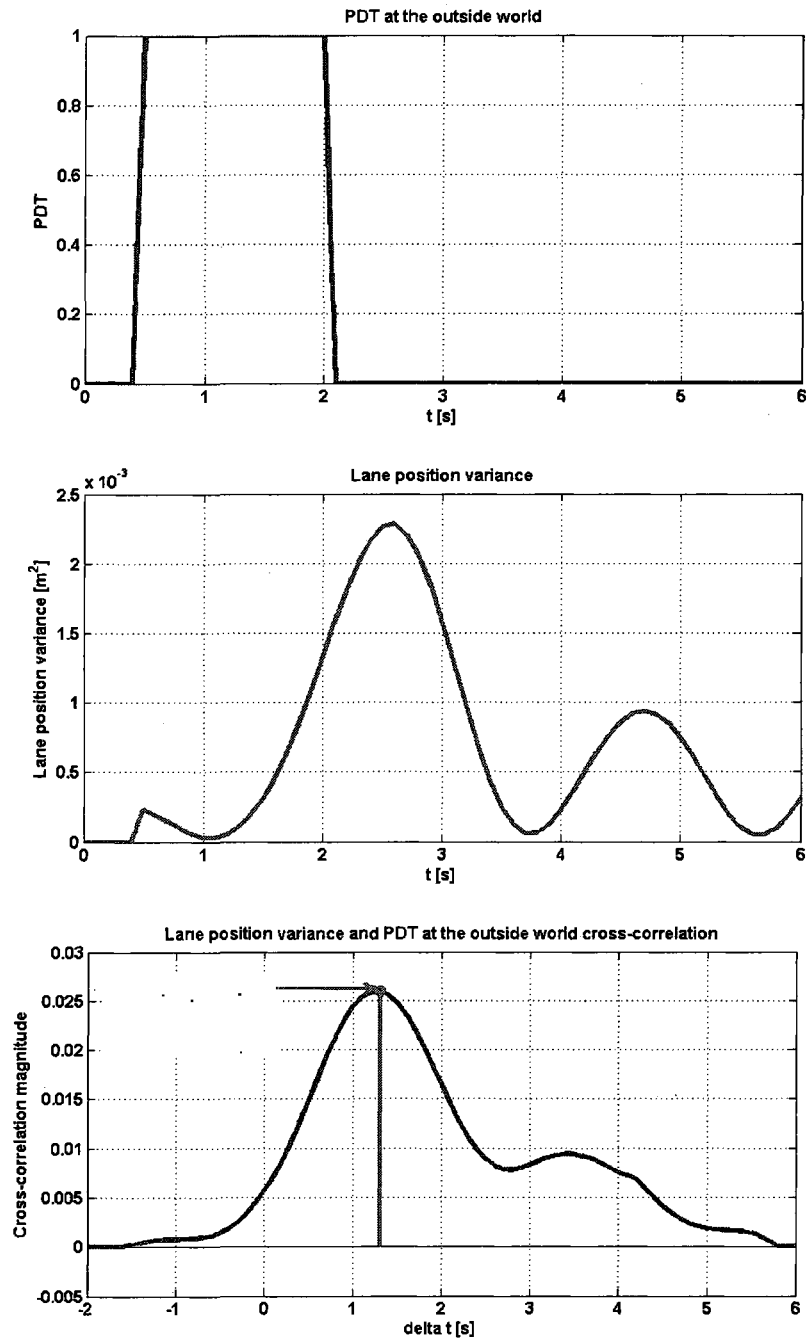 PDT at the outside world
1
0.8
0.6
0.4
0.2
0
PDT
0 1 2 3 4 5 6
t [s]
x 10^-3
Lane position variance
2.5
2
1.5
1
0.5
0
Lane position variance [m^2]
0 1 2 3 4 5 6
t [s]
Lane position variance and PDT at the outside world cross-correlation
0.03
0.025
0.02
0.015
0.01
0.005
0
-0.005
Cross-correlation magnitude
-2 -1 0 1 2 3 4 5 6
delta t [s]